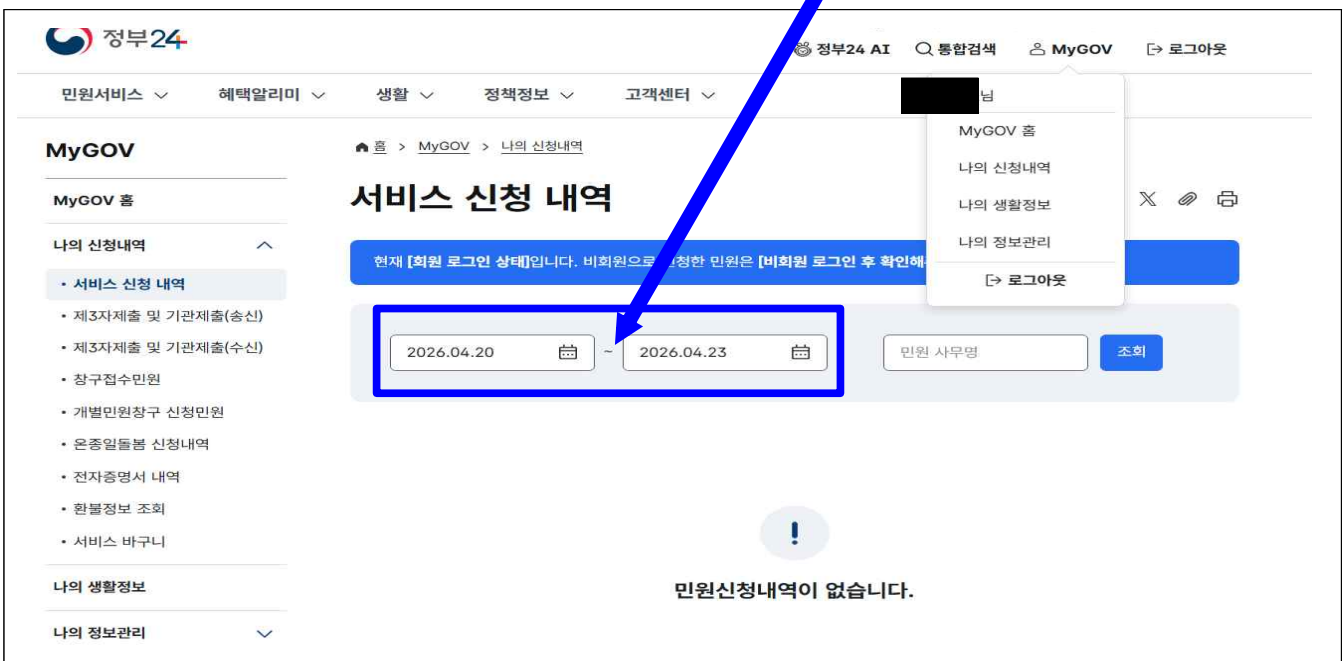 정부24
정부24 AI 통합검색 MyGOV 로그아웃
민원서비스 혜택알리미 생활 정책정보 고객센터
님
MyGOV 홈
나의 신청내역
나의 생활정보
나의 정보관리
로그아웃
MyGOV
MyGOV 홈
나의 신청내역
• 서비스 신청 내역
• 제3자제출 및 기관제출(송신)
• 제3자제출 및 기관제출(수신)
• 창구접수민원
• 개별민원창구 신청민원
• 온종일돌봄 신청내역
• 전자증명서 내역
• 환불정보 조회
• 서비스 바구니
나의 생활정보
나의 정보관리
홈 > MyGOV > 나의 신청내역
서비스 신청 내역
현재 [회원 로그인 상태]입니다. 비회원으로 신청한 민원은 [비회원 로그인 후 확인해
2026.04.20 ~ 2026.04.23 민원 사무명 조회
!
민원신청내역이 없습니다.